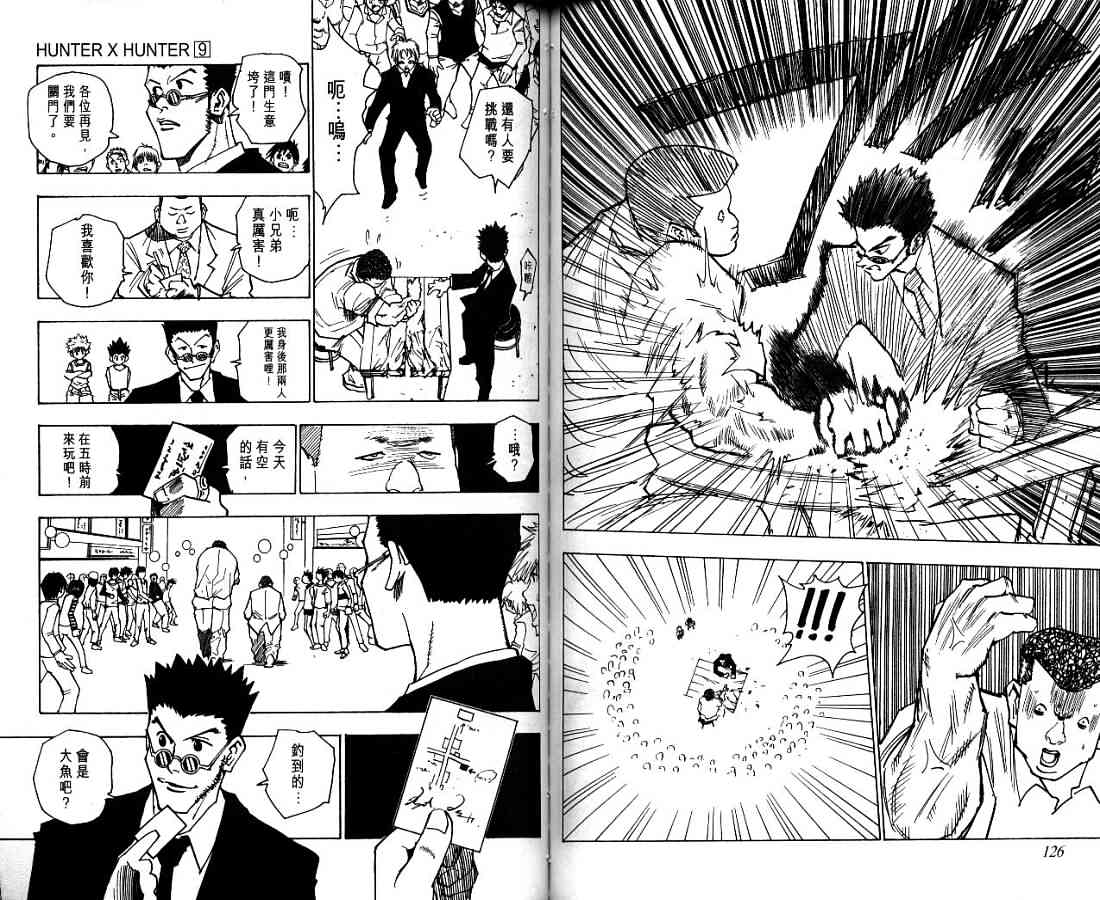 !!!
126
HUNTER X HUNTER 9
還有人要
挑戰嗎？
呃…嗚…
嘖！
這門生意
垮了！
各位再見，
我們要
關門了。
呃…
小兄弟
真厲害！
我喜歡你！
我身後那兩人
更厲害哩！
…哦？
今天
有空
的話，
在五時前
來玩吧！
釣到的…
會是
大魚吧？